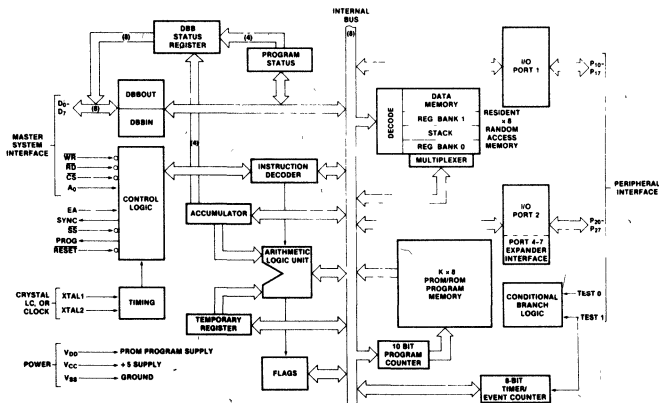 INTERNAL
BUS
(8)
DBB
STATUS
REGISTER
(8)
(4)
PROGRAM
STATUS
D0-
D7
(8)
DBBOUT
DBBIN
MASTER
SYSTEM
INTERFACE
WR
RD
CS
A0
EA
SYNC
SS
PROG
RESET
CONTROL
LOGIC
(4)
INSTRUCTION
DECODER
ACCUMULATOR
ARITHMETIC
LOGIC UNIT
CRYSTAL
LC, OR
CLOCK
XTAL1
XTAL2
TIMING
TEMPORARY
REGISTER
FLAGS
POWER
VDD
PROM PROGRAM SUPPLY
VCC
+ 5 SUPPLY
VSS
GROUND
I/O
PORT 1
P10-
P17
DECODE
DATA
MEMORY
REG BANK 1
STACK
REG BANK 0
MULTIPLEXER
RESIDENT
× 8
RANDOM
ACCESS
MEMORY
PERIPHERAL
INTERFACE
I/O
PORT 2
PORT 4-7
EXPANDER
INTERFACE
P20-
P27
K × 8
PROM/ROM
PROGRAM
MEMORY
CONDITIONAL
BRANCH
LOGIC
TEST 0
TEST 1
10 BIT
PROGRAM
COUNTER
8-BIT
TIMER/
EVENT COUNTER